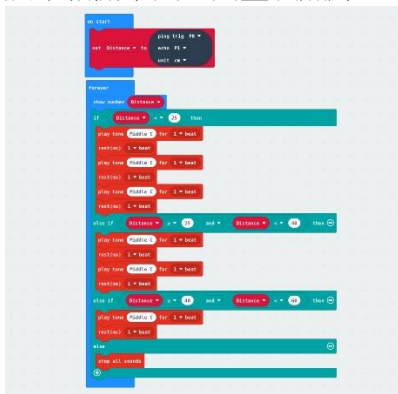 on start
ping trig P0
set Distance to echo P1
unit cm
forever
show number Distance
if Distance < 25 then
play tone Middle C for 1 beat
rest(ms) 1 beat
play tone Middle C for 1 beat
rest(ms) 1 beat
play tone Middle C for 1 beat
rest(ms) 1 beat
else if Distance ≥ 25 and Distance < 40 then
play tone Middle C for 1 beat
rest(ms) 1 beat
play tone Middle C for 1 beat
rest(ms) 1 beat
else if Distance ≥ 40 and Distance < 60 then
play tone Middle C for 1 beat
rest(ms) 1 beat
else
stop all sounds